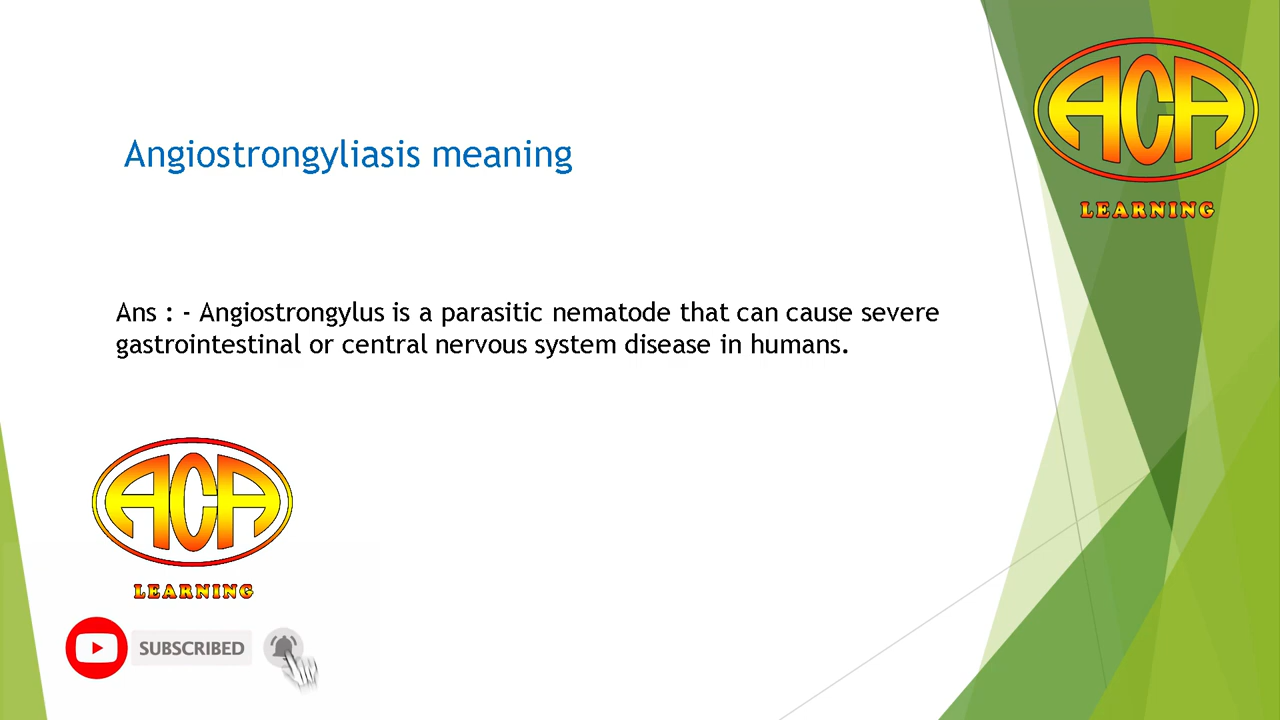 ACA
LEARNING
Angiostrongyliasis meaning
Ans : - Angiostrongylus is a parasitic nematode that can cause severe
gastrointestinal or central nervous system disease in humans.
ACA
LEARNING
SUBSCRIBED